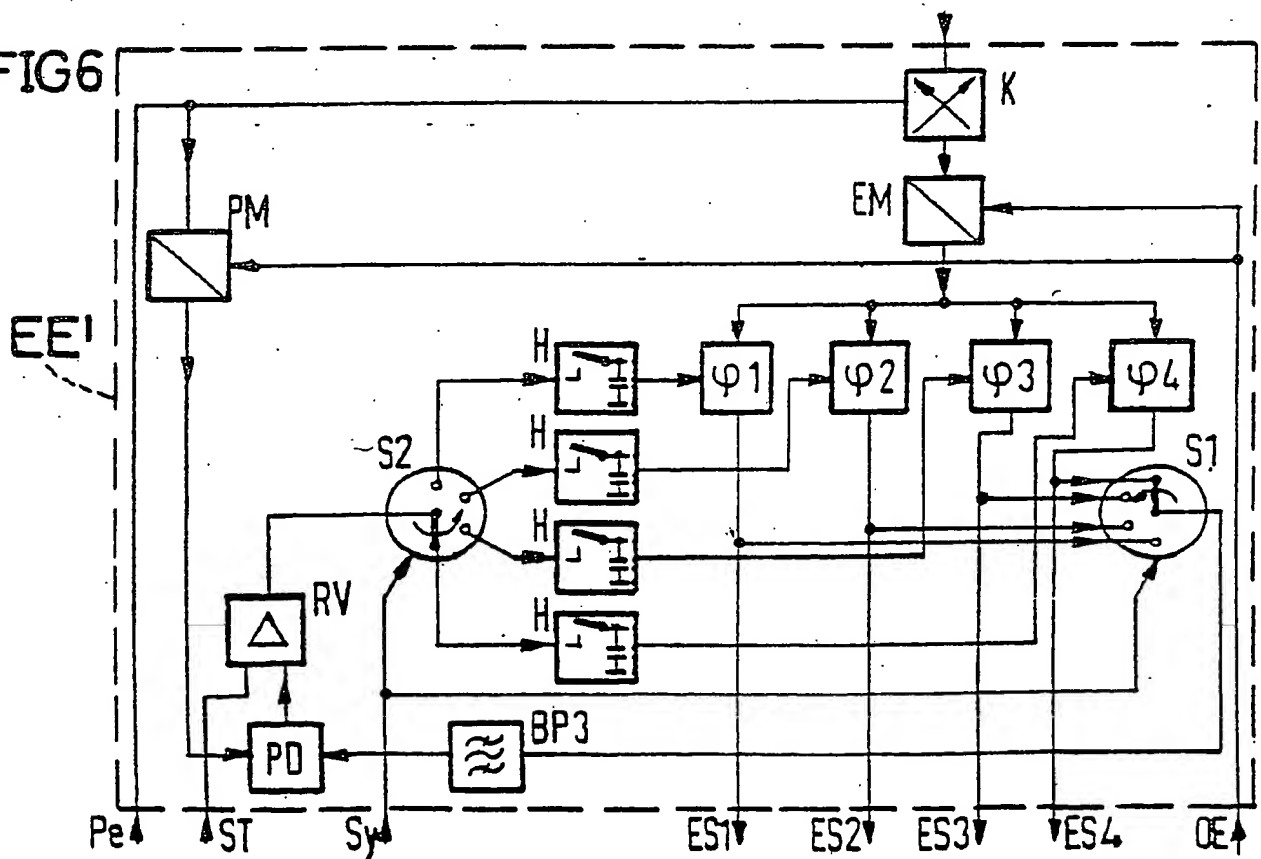 FIG6
K
EM
PM
EE'
H
φ1
φ2
φ3
φ4
H
S2
S1
H
RV
H
BP3
PD
Pe
ST
Sy
ES1
ES2
ES3
ES4
OE